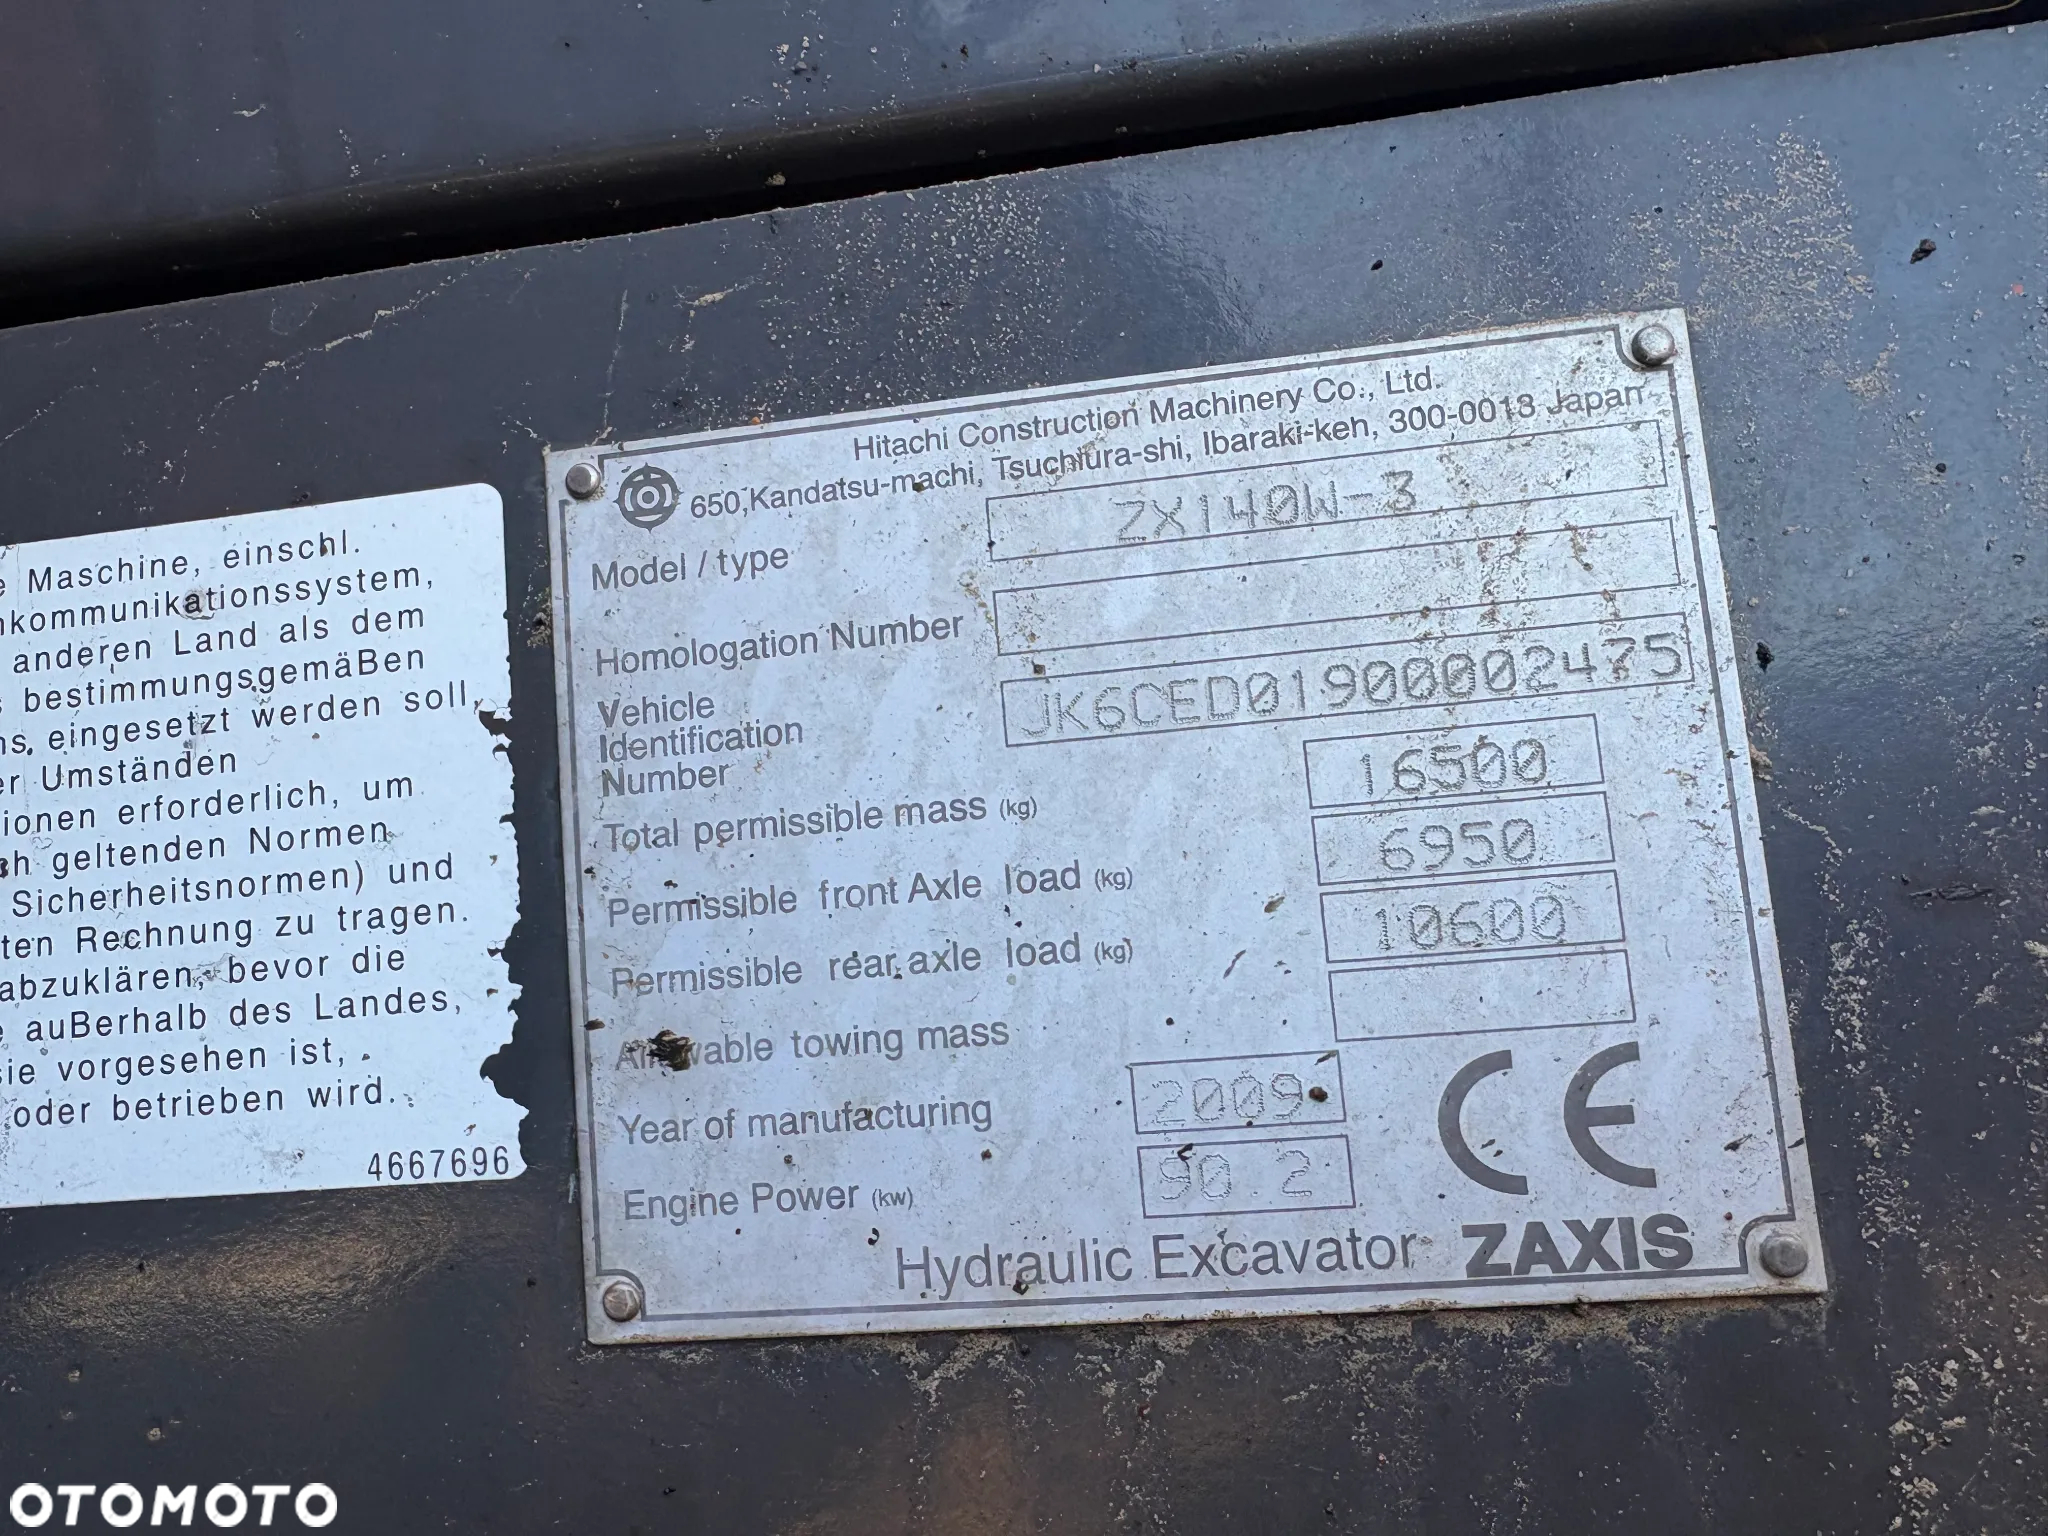 Maschine, einschl.
kommunikationssystem,
anderen Land als dem
bestimmungsgemäBen
eingesetzt werden soll,
Umständen
erforderlich, um
geltenden Normen
Sicherheitsnormen) und
Rechnung zu tragen.
abzuklären, bevor die
auBerhalb des Landes,
sie vorgesehen ist,
oder betrieben wird.
4667696
Hitachi Construction Machinery Co., Ltd.
650, Kandatsu-machi, Tsuchiura-shi, Ibaraki-keh, 300-0013 Japan
Model / type ZX140W-3
Homologation Number
Vehicle
Identification
Number JK6CED01900002475
Total permissible mass (kg) 16500
Permissible front Axle load (kg) 6950
Permissible rear axle load (kg) 10600
Allowable towing mass
Year of manufacturing 2009
Engine Power (kw) 90.2
CE
Hydraulic Excavator ZAXIS
OTOMOTO